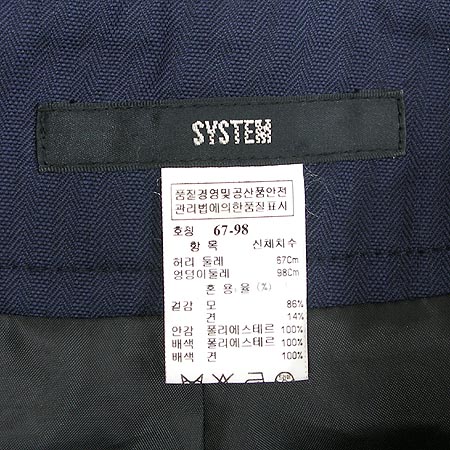 SYSTEM
품질경영및공산품안전
관리법에의한품질표시
호칭 67-98
항 목 신체치수
허리 둘레 67Cm
엉덩이둘레 98Cm
혼 용 율 (%)
겉감 모 86%
견 14%
안감 폴리에스테르 100%
배색 폴리에스테르 100%
배색 견 100%